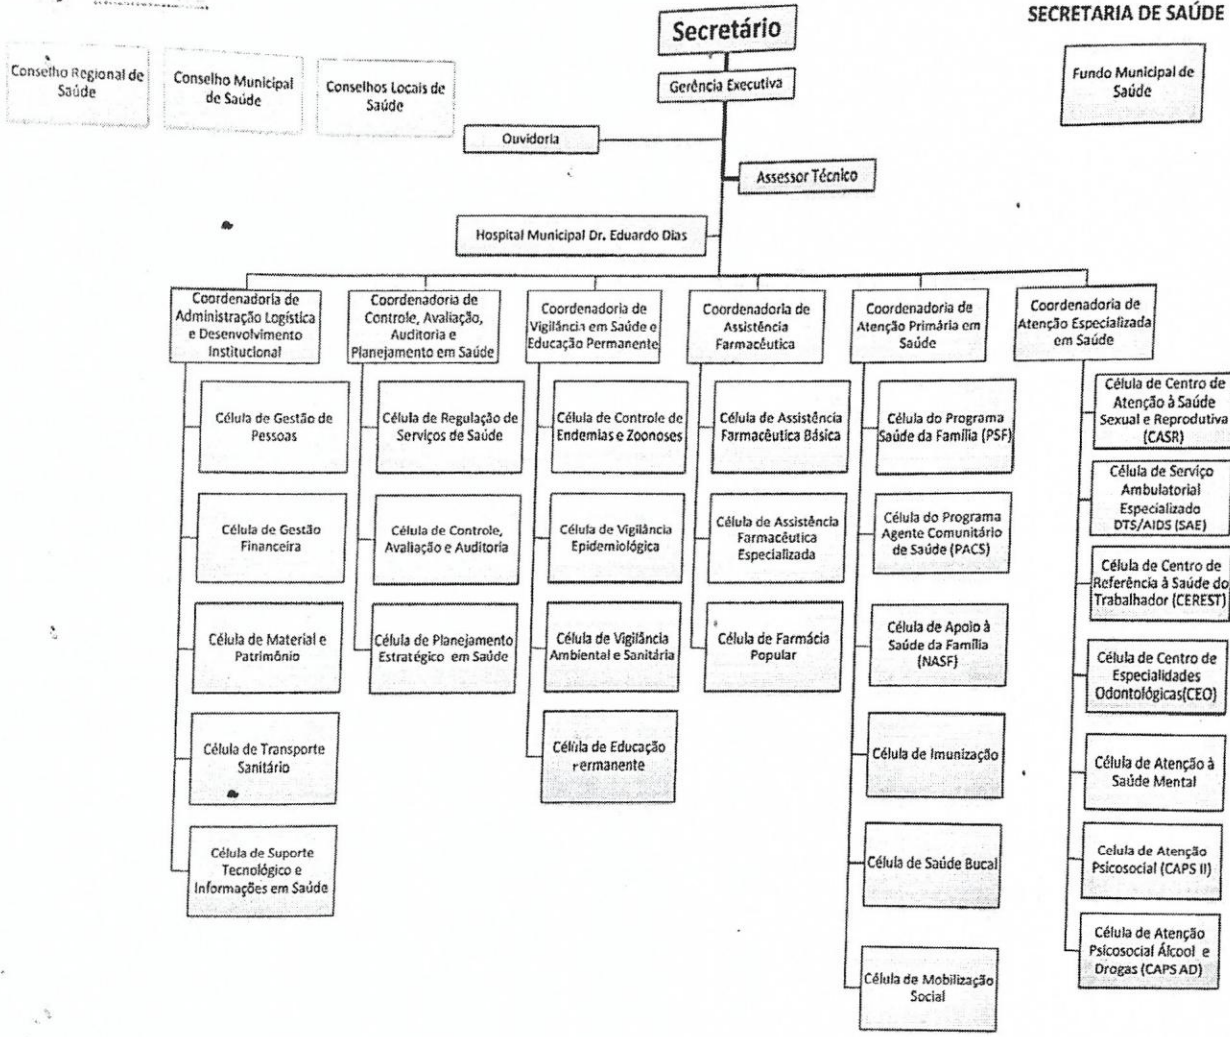 SECRETARIA DE SAÚDE
Secretário
Gerência Executiva
Conselho Regional de
Saúde
Conselho Municipal
de Saúde
Conselhos Locais de
Saúde
Fundo Municipal de
Saúde
Ouvidoria
Assessor Técnico
Hospital Municipal Dr. Eduardo Dias
Coordenadoria de
Administração Logística
e Desenvolvimento
Institucional
Célula de Gestão de
Pessoas
Célula de Gestão
Financeira
Célula de Material e
Patrimônio
Célula de Transporte
Sanitário
Célula de Suporte
Tecnológico e
Informações em Saúde
Coordenadoria de
Controle, Avaliação,
Auditoria e
Planejamento em Saúde
Célula de Regulação de
Serviços de Saúde
Célula de Controle,
Avaliação e Auditoria
Célula de Planejamento
Estratégico em Saúde
Coordenadoria de
Vigilância em Saúde e
Educação Permanente
Célula de Controle de
Endemias e Zoonoses
Célula de Vigilância
Epidemiológica
Célula de Vigilância
Ambiental e Sanitária
Célula de Educação
Permanente
Coordenadoria de
Assistência
Farmacêutica
Célula de Assistência
Farmacêutica Básica
Célula de Assistência
Farmacêutica
Especializada
Célula de Farmácia
Popular
Coordenadoria de
Atenção Primária em
Saúde
Célula do Programa
Saúde da Família (PSF)
Célula do Programa
Agente Comunitário
de Saúde (PACS)
Célula de Apoio à
Saúde da Família
(NASF)
Célula de Imunização
Célula de Saúde Bucal
Célula de Mobilização
Social
Coordenadoria de
Atenção Especializada
em Saúde
Célula de Centro de
Atenção à Saúde
Sexual e Reprodutiva
(CASR)
Célula de Serviço
Ambulatorial
Especializado
DTS/AIDS (SAE)
Célula de Centro de
Referência à Saúde do
Trabalhador (CEREST)
Célula de Centro de
Especialidades
Odontológicas(CEO)
Célula de Atenção à
Saúde Mental
Celula de Atenção
Psicosocial (CAPS II)
Célula de Atenção
Psicosocial Álcool e
Drogas (CAPS AD)